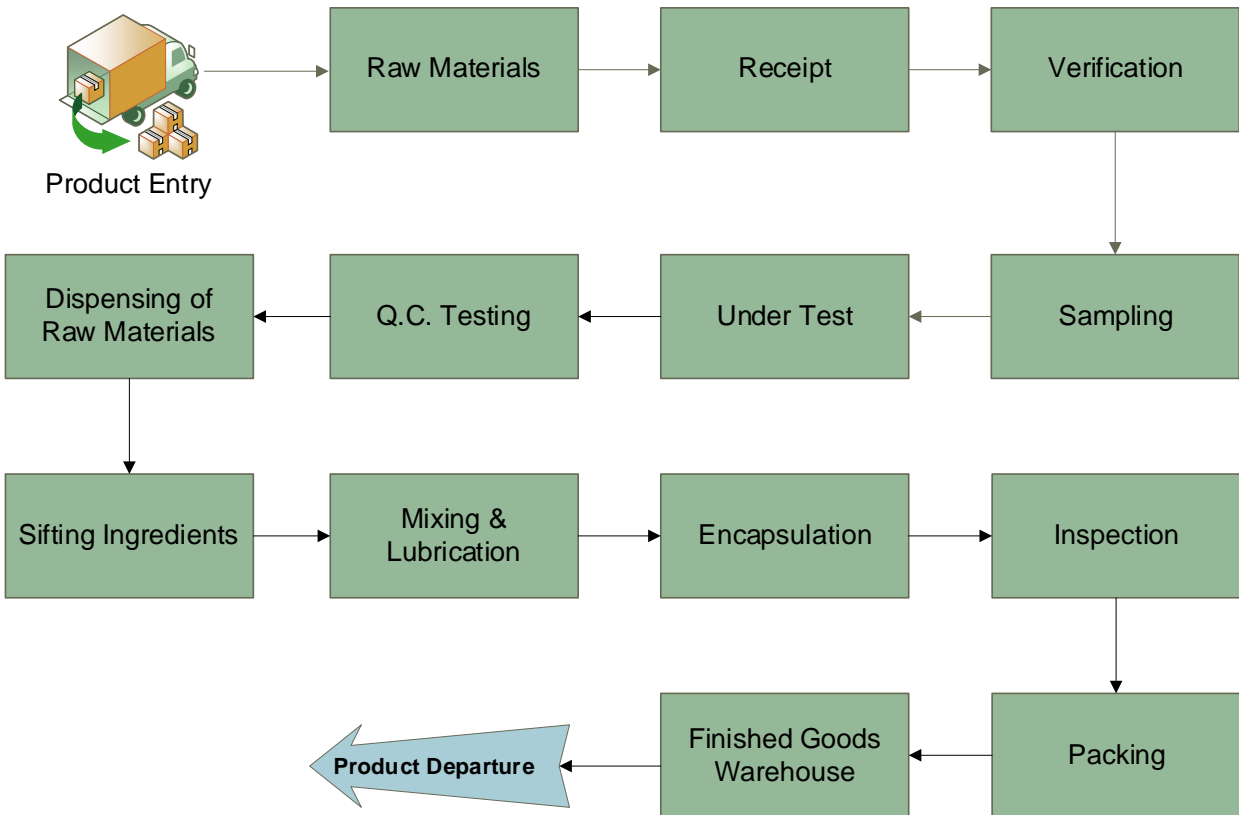 Product Entry
Raw Materials
Receipt
Verification
Sampling
Under Test
Q.C. Testing
Dispensing of
Raw Materials
Sifting Ingredients
Mixing &
Lubrication
Encapsulation
Inspection
Packing
Finished Goods
Warehouse
Product Departure